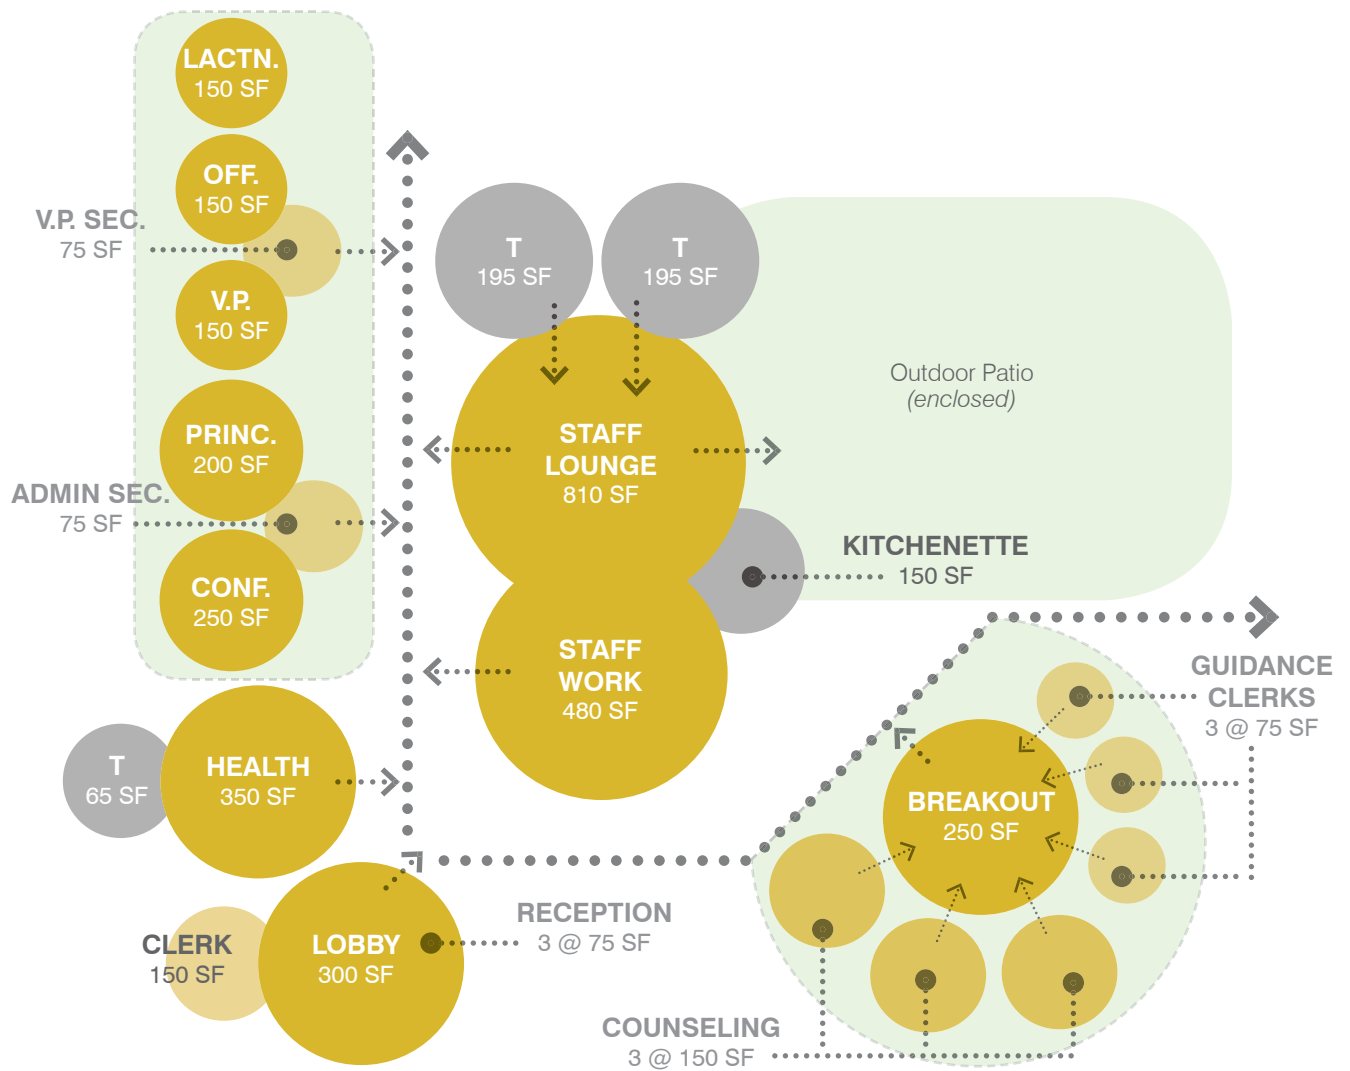 LACTN.
150 SF
OFF.
150 SF
V.P. SEC.
75 SF
V.P.
150 SF
PRINC.
200 SF
ADMIN SEC.
75 SF
CONF.
250 SF
T
195 SF
T
195 SF
STAFF
LOUNGE
810 SF
Outdoor Patio
(enclosed)
KITCHENETTE
150 SF
STAFF
WORK
480 SF
T
65 SF
HEALTH
350 SF
GUIDANCE
CLERKS
3 @ 75 SF
BREAKOUT
250 SF
CLERK
150 SF
LOBBY
300 SF
RECEPTION
3 @ 75 SF
COUNSELING
3 @ 150 SF